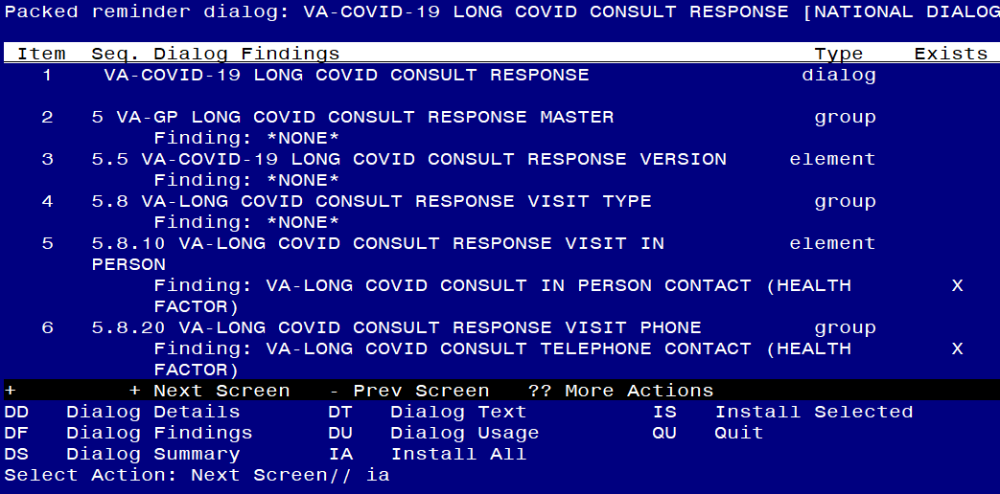 Packed reminder dialog: VA-COVID-19 LONG COVID CONSULT RESPONSE [NATIONAL DIALOG
Item  Seq. Dialog Findings  Type  Exists
1  VA-COVID-19 LONG COVID CONSULT RESPONSE  dialog
2  5 VA-GP LONG COVID CONSULT RESPONSE MASTER  group
Finding: *NONE*
3  5.5 VA-COVID-19 LONG COVID CONSULT RESPONSE VERSION  element
Finding: *NONE*
4  5.8 VA-LONG COVID CONSULT RESPONSE VISIT TYPE  group
Finding: *NONE*
5  5.8.10 VA-LONG COVID CONSULT RESPONSE VISIT IN  element
PERSON
Finding: VA-LONG COVID CONSULT IN PERSON CONTACT (HEALTH  X
FACTOR)
6  5.8.20 VA-LONG COVID CONSULT RESPONSE VISIT PHONE  group
Finding: VA-LONG COVID CONSULT TELEPHONE CONTACT (HEALTH  X
FACTOR)
+  + Next Screen  - Prev Screen  ?? More Actions
DD  Dialog Details  DT  Dialog Text  IS  Install Selected
DF  Dialog Findings  DU  Dialog Usage  QU  Quit
DS  Dialog Summary  IA  Install All
Select Action: Next Screen// ia